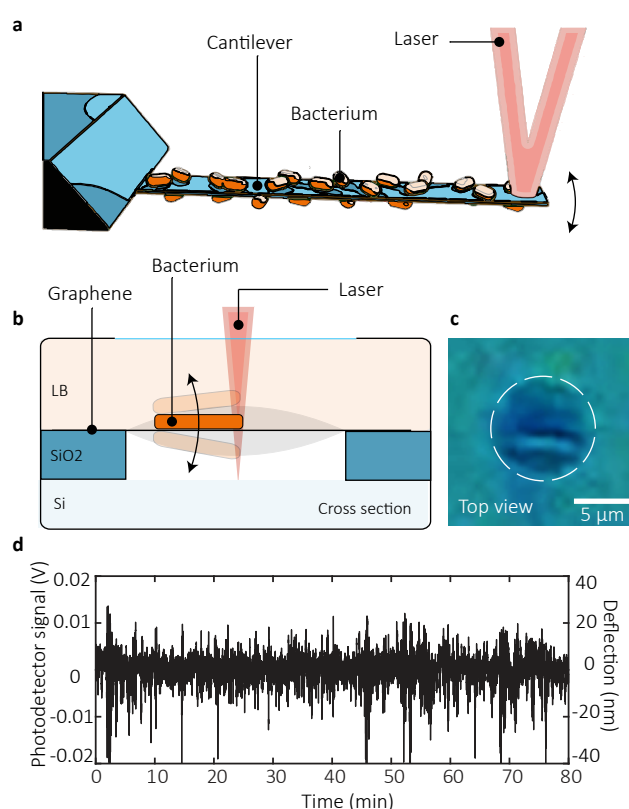 a
Cantilever
Laser
Bacterium
Bacterium
Graphene
Laser
b
c
LB
SiO2
Si
Cross section
Top view
5 µm
d
Photodetector signal (V)
0.02
0.01
0
-0.01
-0.02
40
20
0
-20
-40
Deflection (nm)
0 10 20 30 40 50 60 70 80
Time (min)